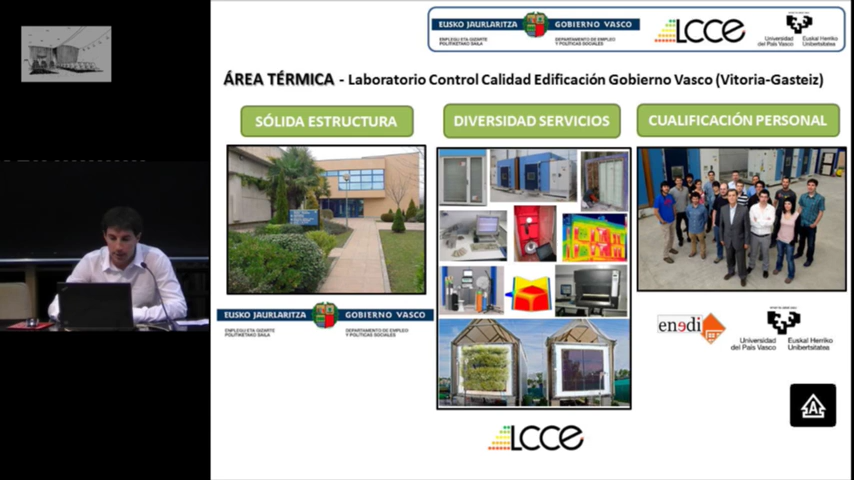 EUSKO JAURLARITZA
GOBIERNO VASCO
ENPLEGU ETA GIZARTE
POLITIKETAKO SAILA
DEPARTAMENTO DE EMPLEO
Y POLÍTICAS SOCIALES
LCCE
Universidad
del País Vasco
Euskal Herriko
Unibertsitatea
ÁREA TÉRMICA - Laboratorio Control Calidad Edificación Gobierno Vasco (Vitoria-Gasteiz)
SÓLIDA ESTRUCTURA
DIVERSIDAD SERVICIOS
CUALIFICACIÓN PERSONAL
EUSKO JAURLARITZA
GOBIERNO VASCO
ENPLEGU ETA GIZARTE
POLITIKETAKO SAILA
DEPARTAMENTO DE EMPLEO
Y POLÍTICAS SOCIALES
enedi
Universidad
del País Vasco
Euskal Herriko
Unibertsitatea
A
LCCE